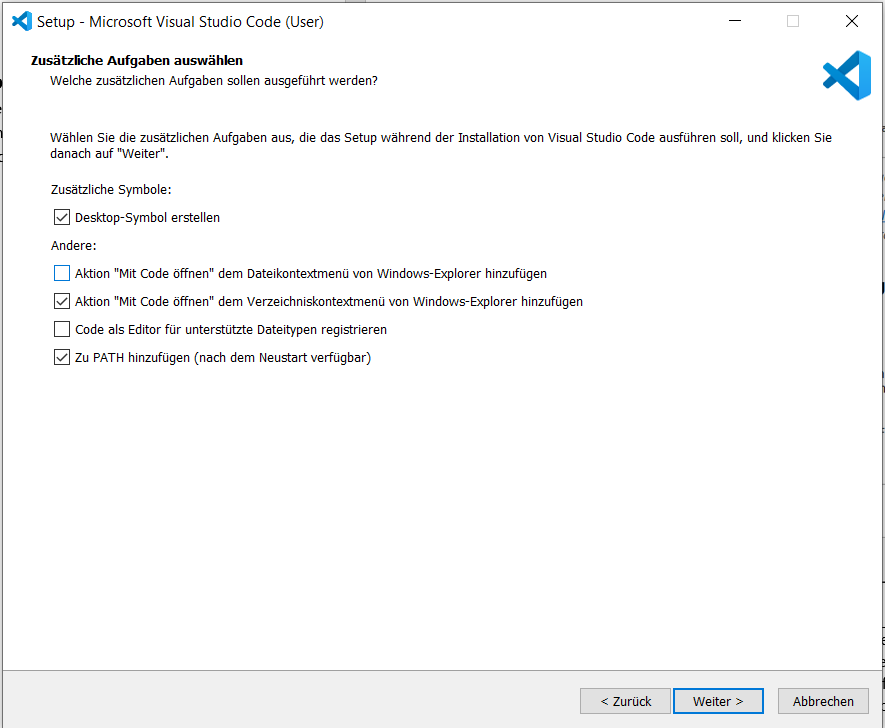 Setup - Microsoft Visual Studio Code (User)
Zusätzliche Aufgaben auswählen
Welche zusätzlichen Aufgaben sollen ausgeführt werden?
Wählen Sie die zusätzlichen Aufgaben aus, die das Setup während der Installation von Visual Studio Code ausführen soll, und klicken Sie
danach auf "Weiter".
Zusätzliche Symbole:
Desktop-Symbol erstellen
Andere:
Aktion "Mit Code öffnen" dem Dateikontextmenü von Windows-Explorer hinzufügen
Aktion "Mit Code öffnen" dem Verzeichniskontextmenü von Windows-Explorer hinzufügen
Code als Editor für unterstützte Dateitypen registrieren
Zu PATH hinzufügen (nach dem Neustart verfügbar)
< Zurück Weiter > Abbrechen